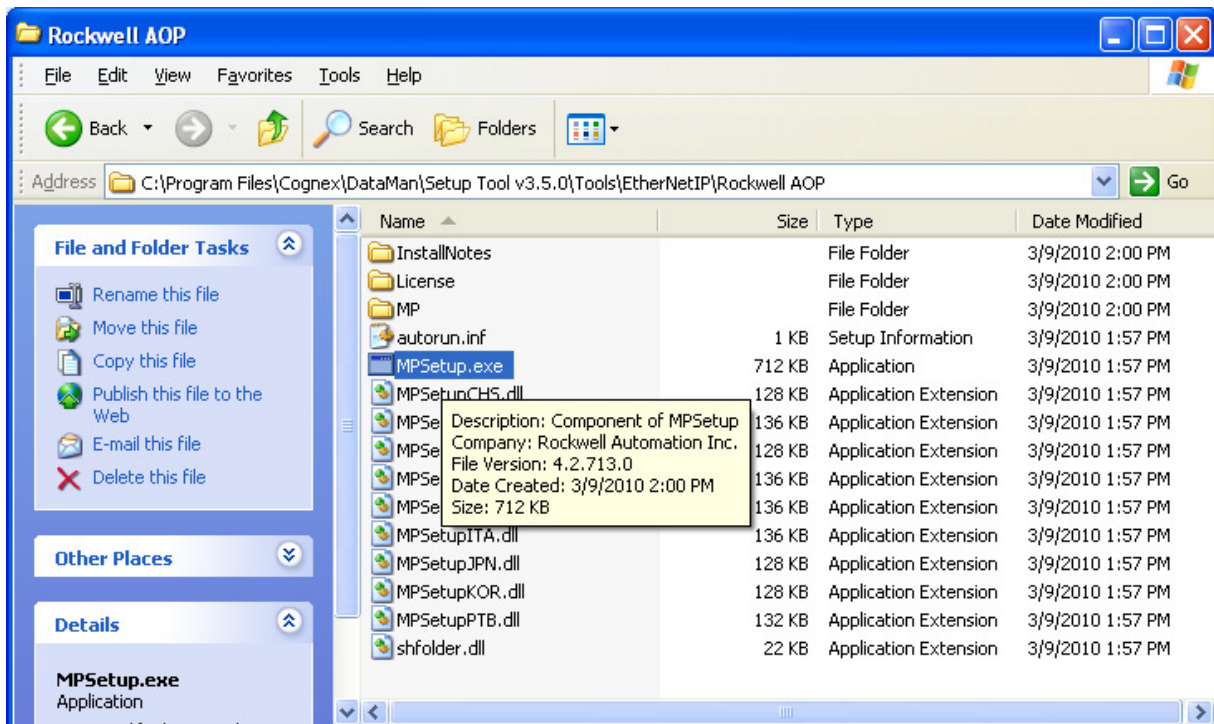 Rockwell AOP
File Edit View Favorites Tools Help
Back Search Folders
Address C:\Program Files\Cognex\DataMan\Setup Tool v3.5.0\Tools\EtherNetIP\Rockwell AOP Go
File and Folder Tasks
Rename this file
Move this file
Copy this file
Publish this file to the
Web
E-mail this file
Delete this file
Other Places
Details
MPSetup.exe
Application
Name Size Type Date Modified
InstallNotes File Folder 3/9/2010 2:00 PM
License File Folder 3/9/2010 2:00 PM
MP File Folder 3/9/2010 2:00 PM
autorun.inf 1 KB Setup Information 3/9/2010 1:57 PM
MPSetup.exe 712 KB Application 3/9/2010 1:57 PM
MPSetupCHS.dll 128 KB Application Extension 3/9/2010 1:57 PM
MPSe 136 KB Application Extension 3/9/2010 1:57 PM
MPSe 128 KB Application Extension 3/9/2010 1:57 PM
MPSe 136 KB Application Extension 3/9/2010 1:57 PM
MPSe 136 KB Application Extension 3/9/2010 1:57 PM
MPSetupITA.dll 136 KB Application Extension 3/9/2010 1:57 PM
MPSetupJPN.dll 128 KB Application Extension 3/9/2010 1:57 PM
MPSetupKOR.dll 128 KB Application Extension 3/9/2010 1:57 PM
MPSetupPTB.dll 132 KB Application Extension 3/9/2010 1:57 PM
shfolder.dll 22 KB Application Extension 3/9/2010 1:57 PM
Description: Component of MPSetup
Company: Rockwell Automation Inc.
File Version: 4.2.713.0
Date Created: 3/9/2010 2:00 PM
Size: 712 KB